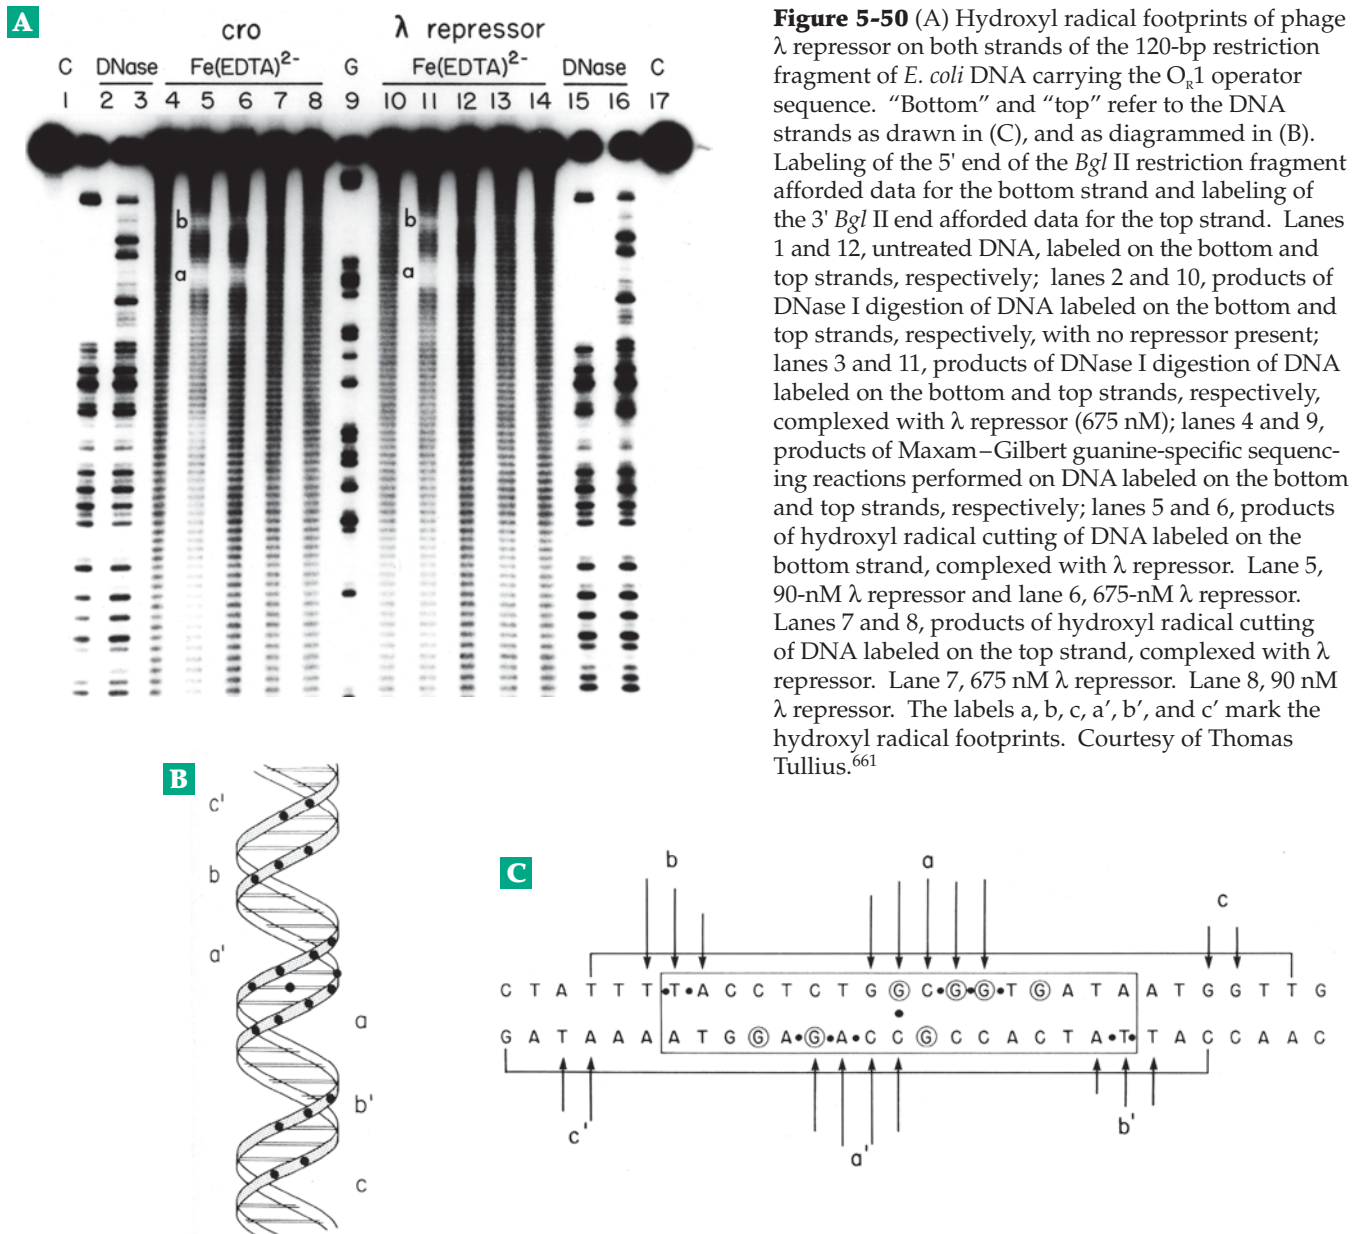 A
cro
λ repressor
C DNase Fe(EDTA)²⁻ G Fe(EDTA)²⁻ DNase C
1 2 3 4 5 6 7 8 9 10 11 12 13 14 15 16 17
b
a
b
a
Figure 5-50 (A) Hydroxyl radical footprints of phage
λ repressor on both strands of the 120-bp restriction
fragment of E. coli DNA carrying the O_R1 operator
sequence. “Bottom” and “top” refer to the DNA
strands as drawn in (C), and as diagrammed in (B).
Labeling of the 5' end of the Bgl II restriction fragment
afforded data for the bottom strand and labeling of
the 3' Bgl II end afforded data for the top strand. Lanes
1 and 12, untreated DNA, labeled on the bottom and
top strands, respectively; lanes 2 and 10, products of
DNase I digestion of DNA labeled on the bottom and
top strands, respectively, with no repressor present;
lanes 3 and 11, products of DNase I digestion of DNA
labeled on the bottom and top strands, respectively,
complexed with λ repressor (675 nM); lanes 4 and 9,
products of Maxam–Gilbert guanine-specific sequenc-
ing reactions performed on DNA labeled on the bottom
and top strands, respectively; lanes 5 and 6, products
of hydroxyl radical cutting of DNA labeled on the
bottom strand, complexed with λ repressor. Lane 5,
90-nM λ repressor and lane 6, 675-nM λ repressor.
Lanes 7 and 8, products of hydroxyl radical cutting
of DNA labeled on the top strand, complexed with λ
repressor. Lane 7, 675 nM λ repressor. Lane 8, 90 nM
λ repressor. The labels a, b, c, a′, b′, and c′ mark the
hydroxyl radical footprints. Courtesy of Thomas
Tullius.⁶⁶¹
B
c'
b
a'
a
b'
c
C
b a c
C T A T T T •T• A C C T C T G G C • G • G • T G A T A A T G G T T G
G A T A A A A T G G A • G • A • C C G C C A C T A •T• T A C C A A C
c' a' b'